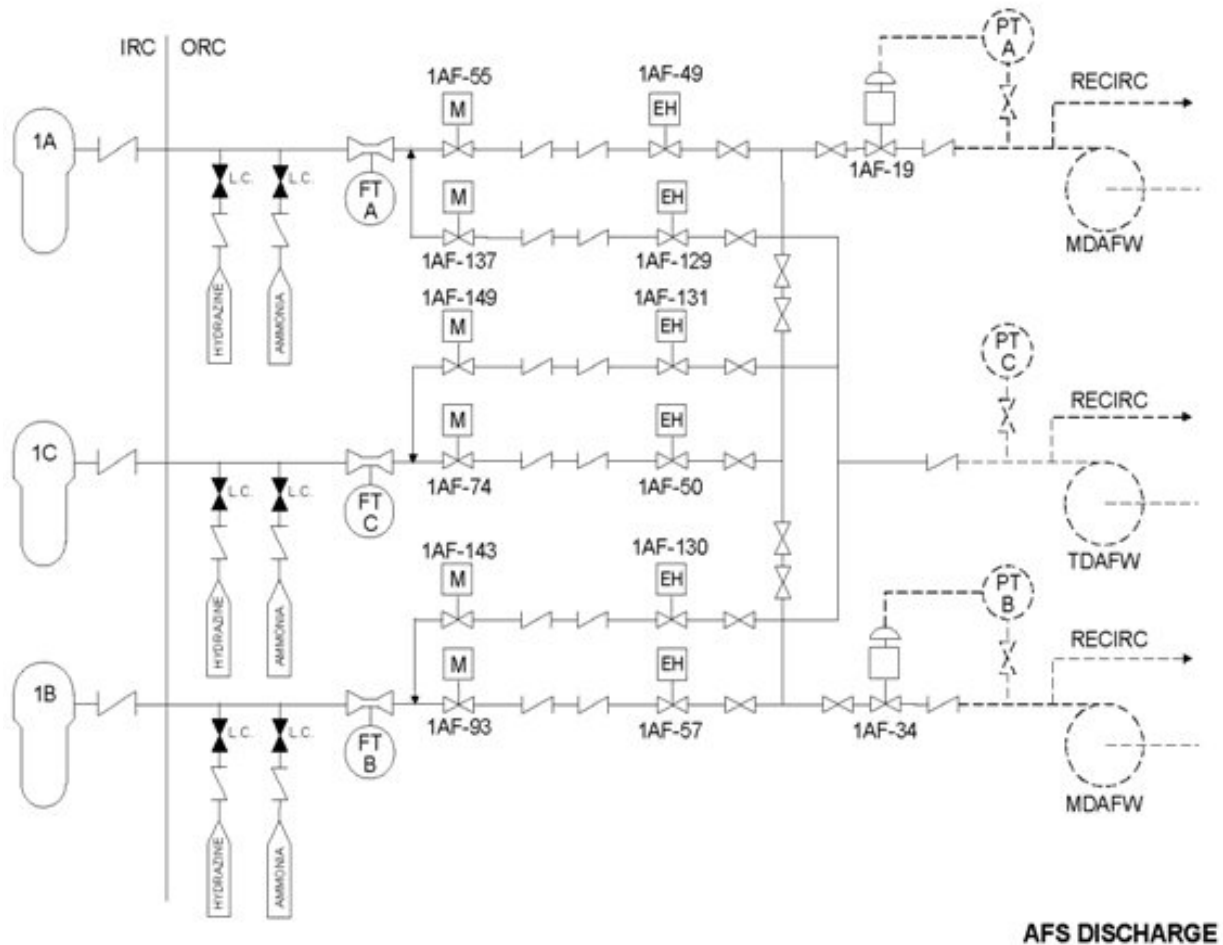 IRC ORC
1AF-55
1AF-49
PT
A
RECIRC
M
EH
1A
L.C.
L.C.
FT
A
1AF-19
M
EH
MDAFW
1AF-137
1AF-129
HYDRAZINE
AMMONIA
1AF-149
1AF-131
M
EH
PT
C
RECIRC
M
EH
1C
L.C.
L.C.
FT
C
1AF-74
1AF-50
TDAFW
1AF-143
1AF-130
M
EH
PT
B
HYDRAZINE
AMMONIA
RECIRC
M
EH
1B
L.C.
L.C.
FT
B
1AF-93
1AF-57
1AF-34
MDAFW
HYDRAZINE
AMMONIA
AFS DISCHARGE